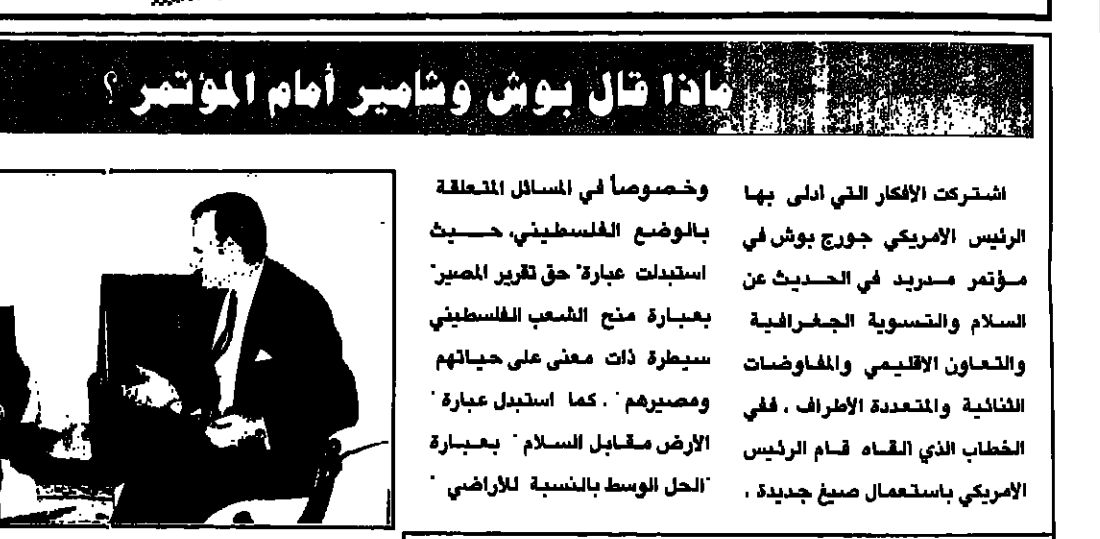 ماذا قال بوش وشامير أمام المؤتمر ؟
اشتركت الأفكار التي أدلى بها
الرئيس الامريكي جورج بوش في
مؤتمر مدريد في الحديث عن
السلام والتسوية الجغرافية
والتعاون الاقليمي والمفاوضات
الثنائية والمتعددة الأطراف ، ففي
الخطاب الذي القاه قام الرئيس
الامريكي باستعمال صيغ جديدة ،
وخصوصاً في المسائل المتعلقة
بالوضع الفلسطيني، حيث
استبدلت عبارة" حق تقرير المصير"
بعبارة منح الشعب الفلسطيني
سيطرة ذات معنى على حياتهم
ومصيرهم" . كما استبدل عبارة "
الأرض مقابل السلام " بعبارة
"الحل الوسط بالنسبة للأراضي "